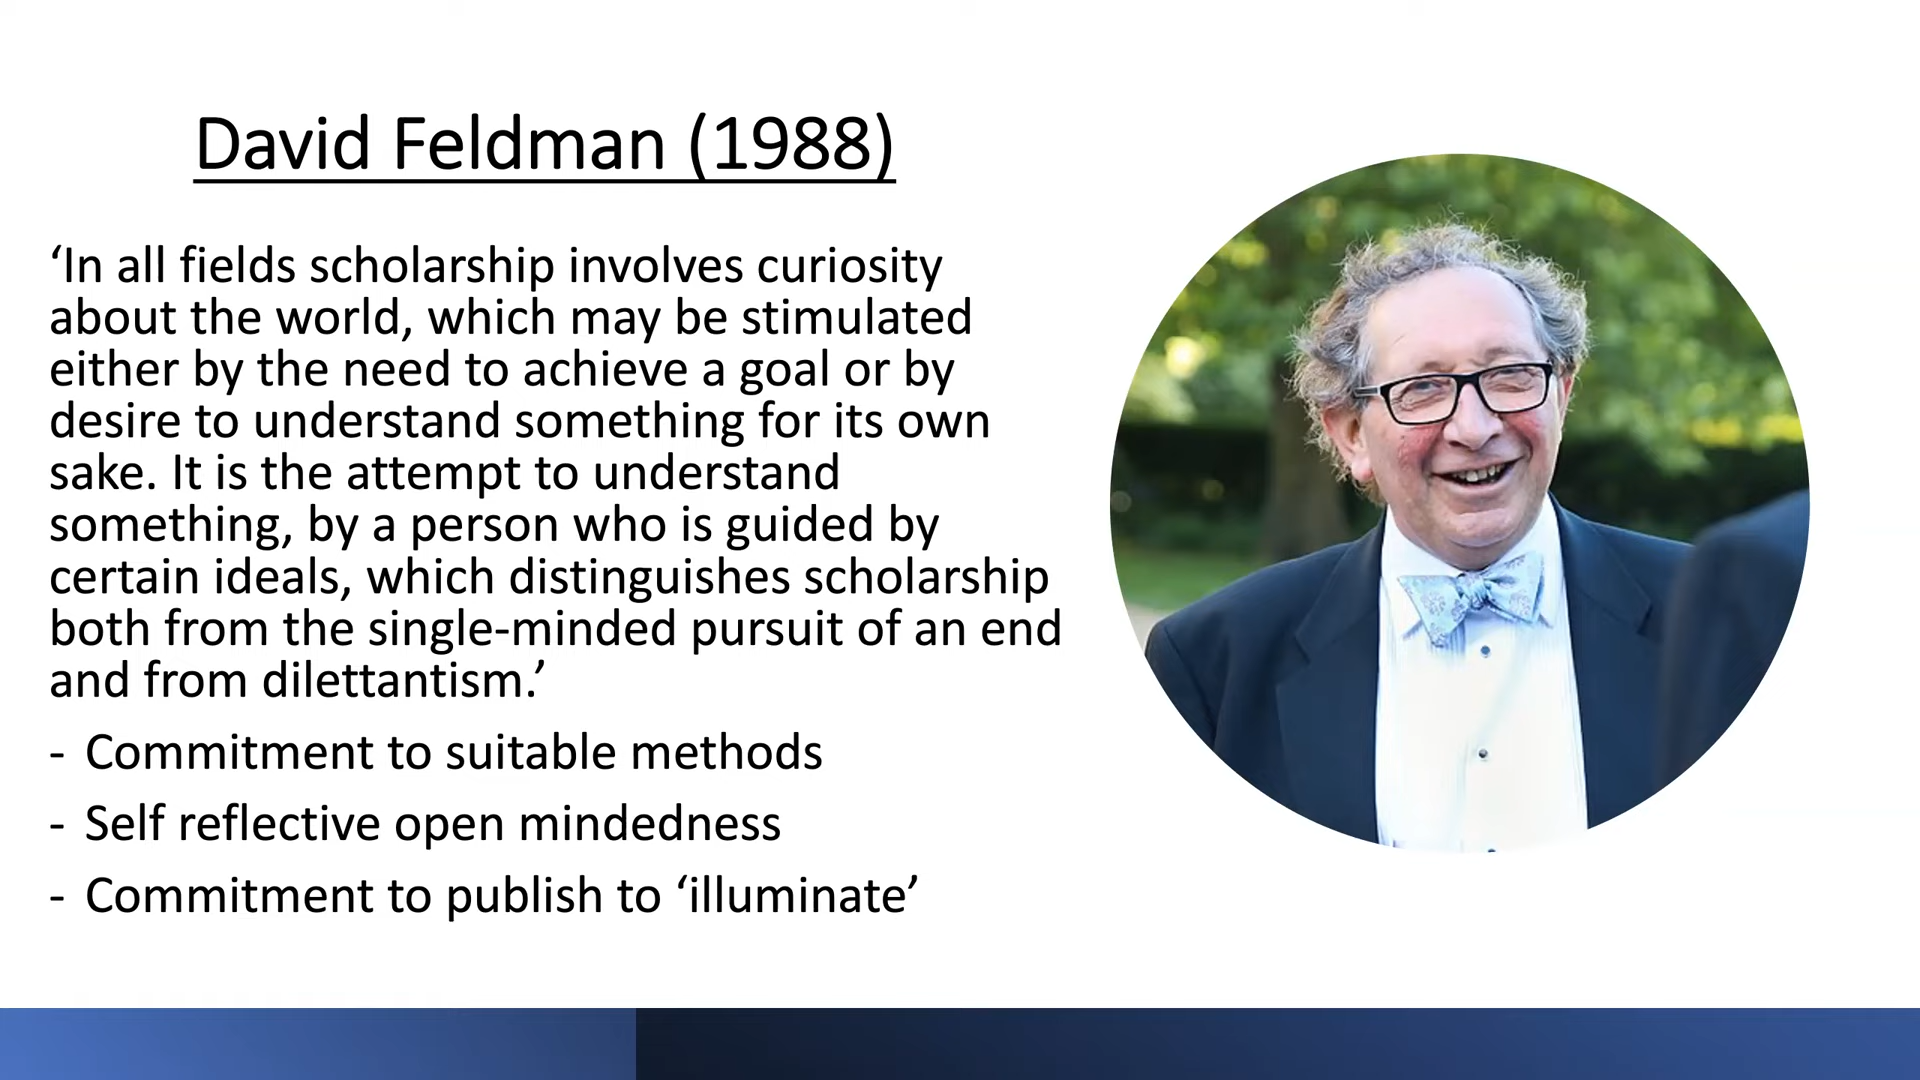 David Feldman (1988)
‘In all fields scholarship involves curiosity
about the world, which may be stimulated
either by the need to achieve a goal or by
desire to understand something for its own
sake. It is the attempt to understand
something, by a person who is guided by
certain ideals, which distinguishes scholarship
both from the single-minded pursuit of an end
and from dilettantism.’
- Commitment to suitable methods
- Self reflective open mindedness
- Commitment to publish to ‘illuminate’